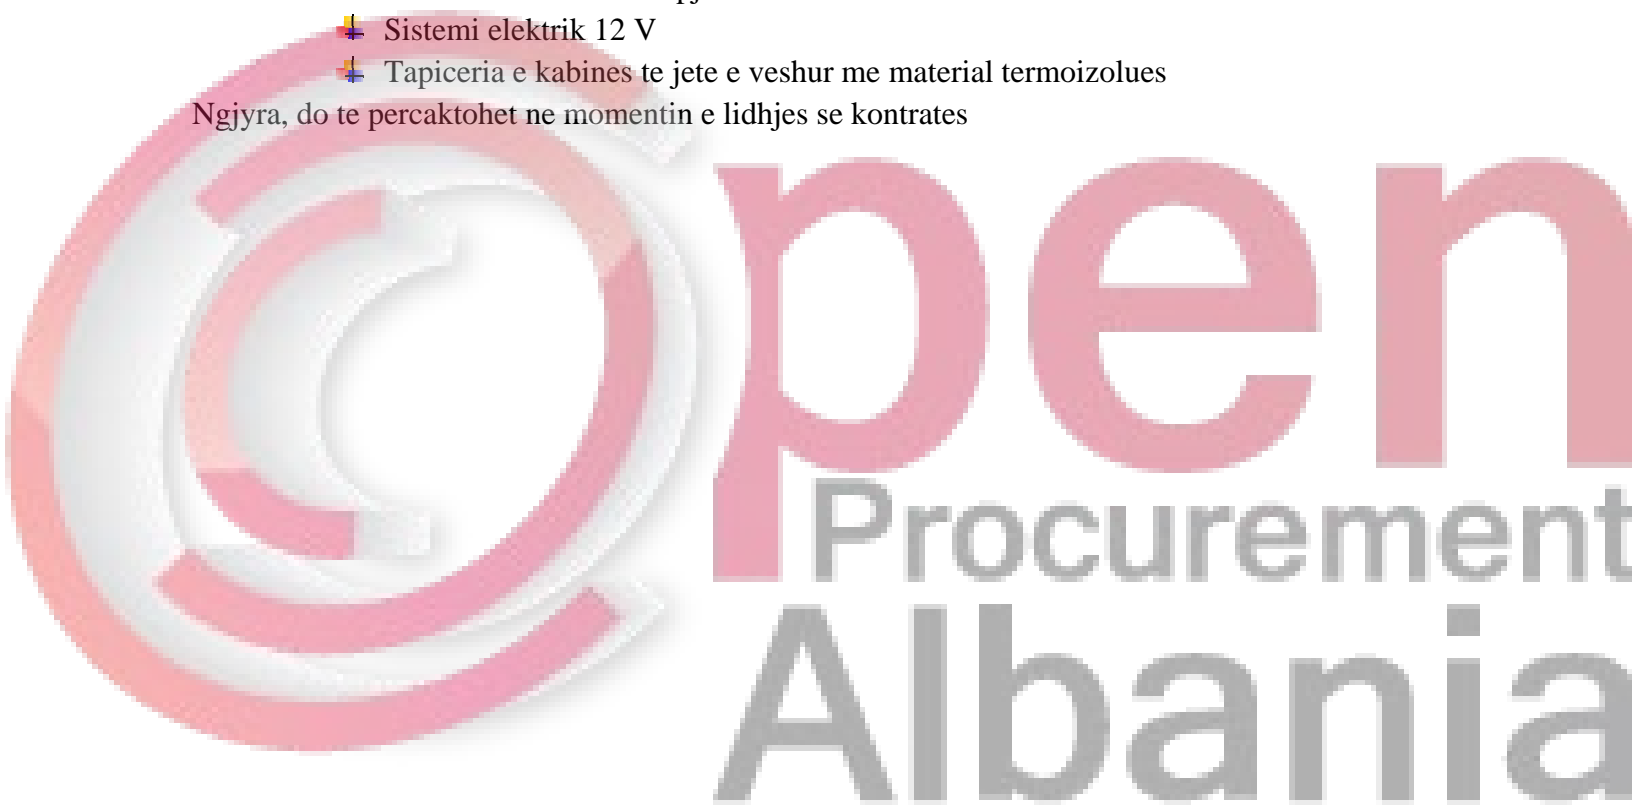 Sistemi elektrik 12 V
Tapiceria e kabines te jete e veshur me material termoizolues
Ngjyra, do te percaktohet ne momentin e lidhjes se kontrates
pen
Procurement
Albania